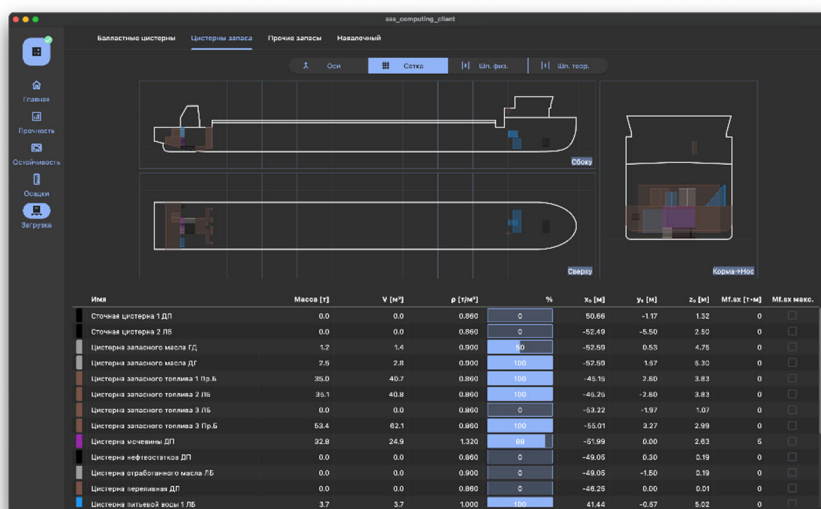 sss_computing_client
Балластные цистерны Цистерны запаса Прочие запасы Навалочный
Оси Сетка Шп. физ. Шп. теор.
Главная
Прочность
Остойчивость
Осадки
Загрузка
Сбоку
Сверху
Корма→Нос
Имя Масса [т] V [м³] ρ [т/м³] % xᵧ [м] yᵧ [м] zᵧ [м] Mf.sx [т•м] Mf.sx макс.
Сточная цистерна 1 ДП 0.0 0.0 0.860 0 50.66 -1.17 1.32 0
Сточная цистерна 2 ЛБ 0.0 0.0 0.860 0 -52.49 -5.50 2.50 0
Цистерна запасного масла ГД 1.2 1.4 0.900 50 -52.59 0.53 4.75 0
Цистерна запасного масла ДГ 2.5 2.8 0.900 100 -52.59 1.67 5.30 0
Цистерна запасного топлива 1 Пр.Б 35.0 40.7 0.860 100 -45.15 2.80 3.83 0
Цистерна запасного топлива 2 ЛБ 35.1 40.8 0.860 100 -45.25 -2.80 3.83 0
Цистерна запасного топлива 3 ЛБ 0.0 0.0 0.860 0 -53.22 -1.97 1.07 0
Цистерна запасного топлива 3 Пр.Б 53.4 62.1 0.860 100 -55.01 3.27 2.99 0
Цистерна мочевины ДП 32.8 24.9 1.320 88 -51.99 0.00 2.63 6
Цистерна нефтеостатков ДП 0.0 0.0 0.860 0 -49.05 0.30 0.19 0
Цистерна отработанного масла ЛБ 0.0 0.0 0.900 0 -49.05 -1.50 0.19 0
Цистерна переливная ДП 0.0 0.0 0.860 0 -46.25 0.00 0.01 0
Цистерна питьевой воды 1 ЛБ 3.7 3.7 1.000 100 41.44 -0.67 5.02 0